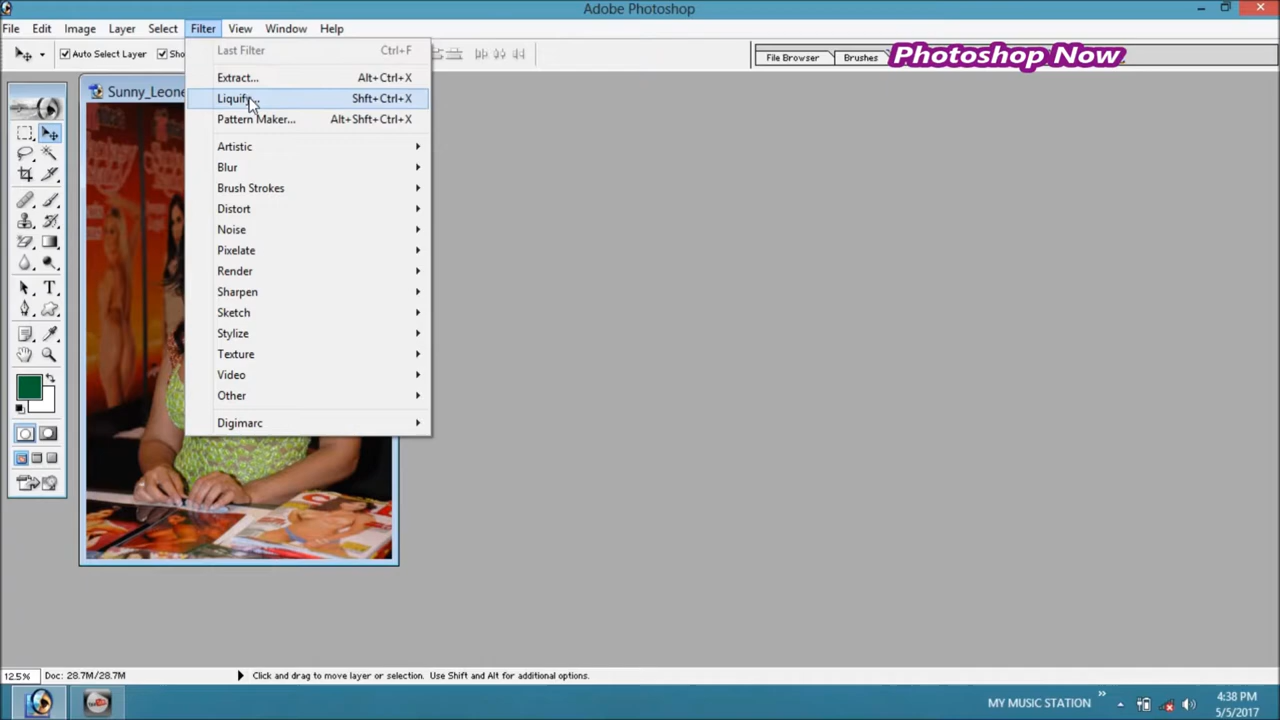 Adobe Photoshop
File Edit Image Layer Select Filter View Window Help
Auto Select Layer Sho
File Browser Brushes
Photoshop Now
Sunny_Leone
Last Filter Ctrl+F
Extract... Alt+Ctrl+X
Liquify... Shft+Ctrl+X
Pattern Maker... Alt+Shft+Ctrl+X
Artistic
Blur
Brush Strokes
Distort
Noise
Pixelate
Render
Sharpen
Sketch
Stylize
Texture
Video
Other
Digimarc
12.5% Doc: 28.7M/28.7M Click and drag to move layer or selection. Use Shift and Alt for additional options.
MY MUSIC STATION
4:38 PM
5/5/2017